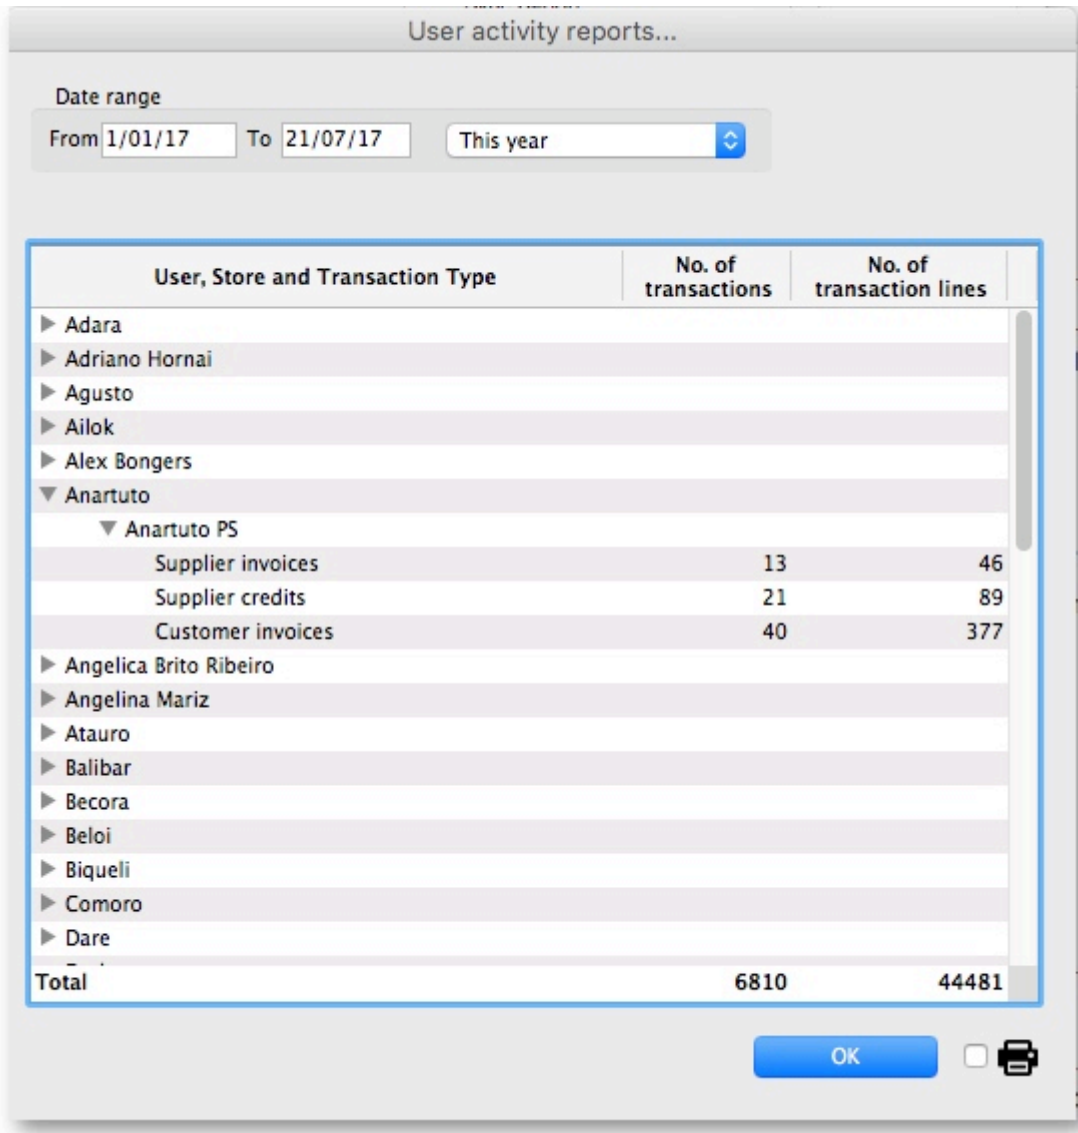 User activity reports...
Date range
From 1/01/17 To 21/07/17 This year
User, Store and Transaction Type No. of transactions No. of transaction lines
Adara
Adriano Hornai
Agusto
Ailok
Alex Bongers
Anartuto
Anartuto PS
Supplier invoices 13 46
Supplier credits 21 89
Customer invoices 40 377
Angelica Brito Ribeiro
Angelina Mariz
Atauro
Balibar
Becora
Beloi
Biqueli
Comoro
Dare
Total 6810 44481
OK